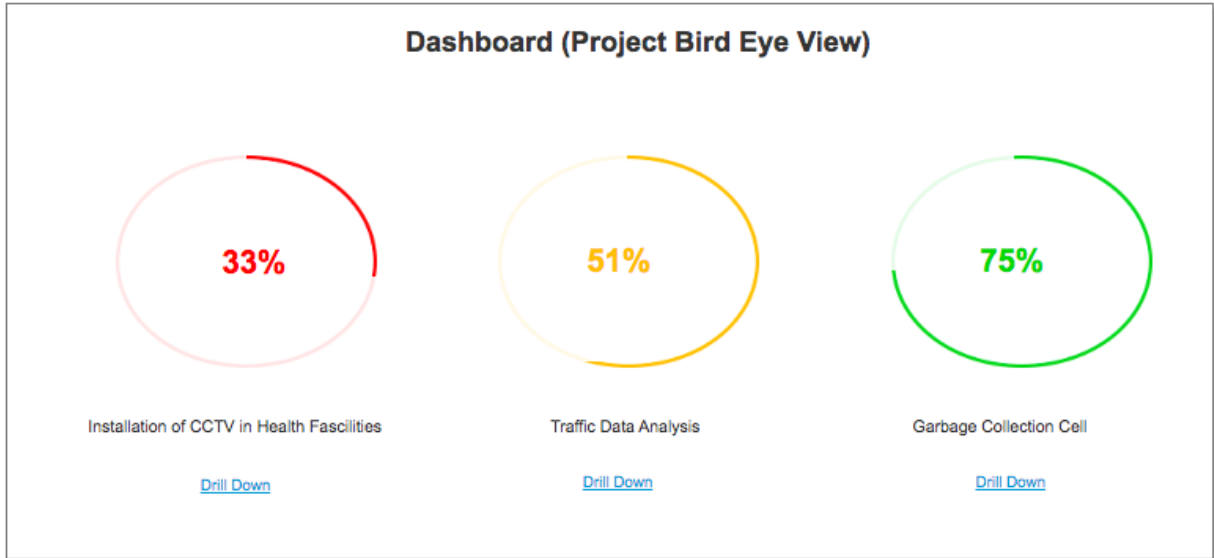 Dashboard (Project Bird Eye View)
33%
51%
75%
Installation of CCTV in Health Fascilities
Traffic Data Analysis
Garbage Collection Cell
Drill Down
Drill Down
Drill Down